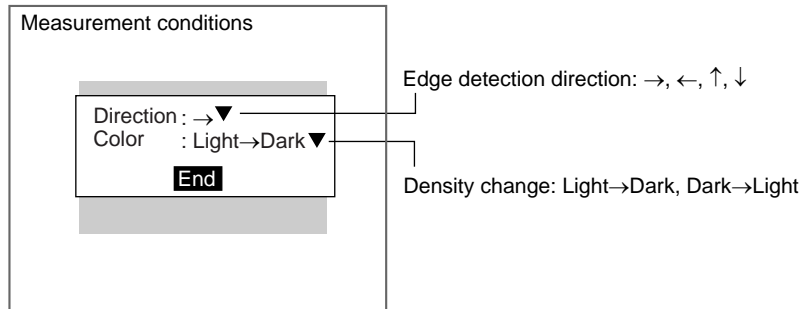 Measurement conditions
Edge detection direction: →, ←, ↑, ↓
Direction : →▼
Color : Light→Dark▼
End
Density change: Light→Dark, Dark→Light